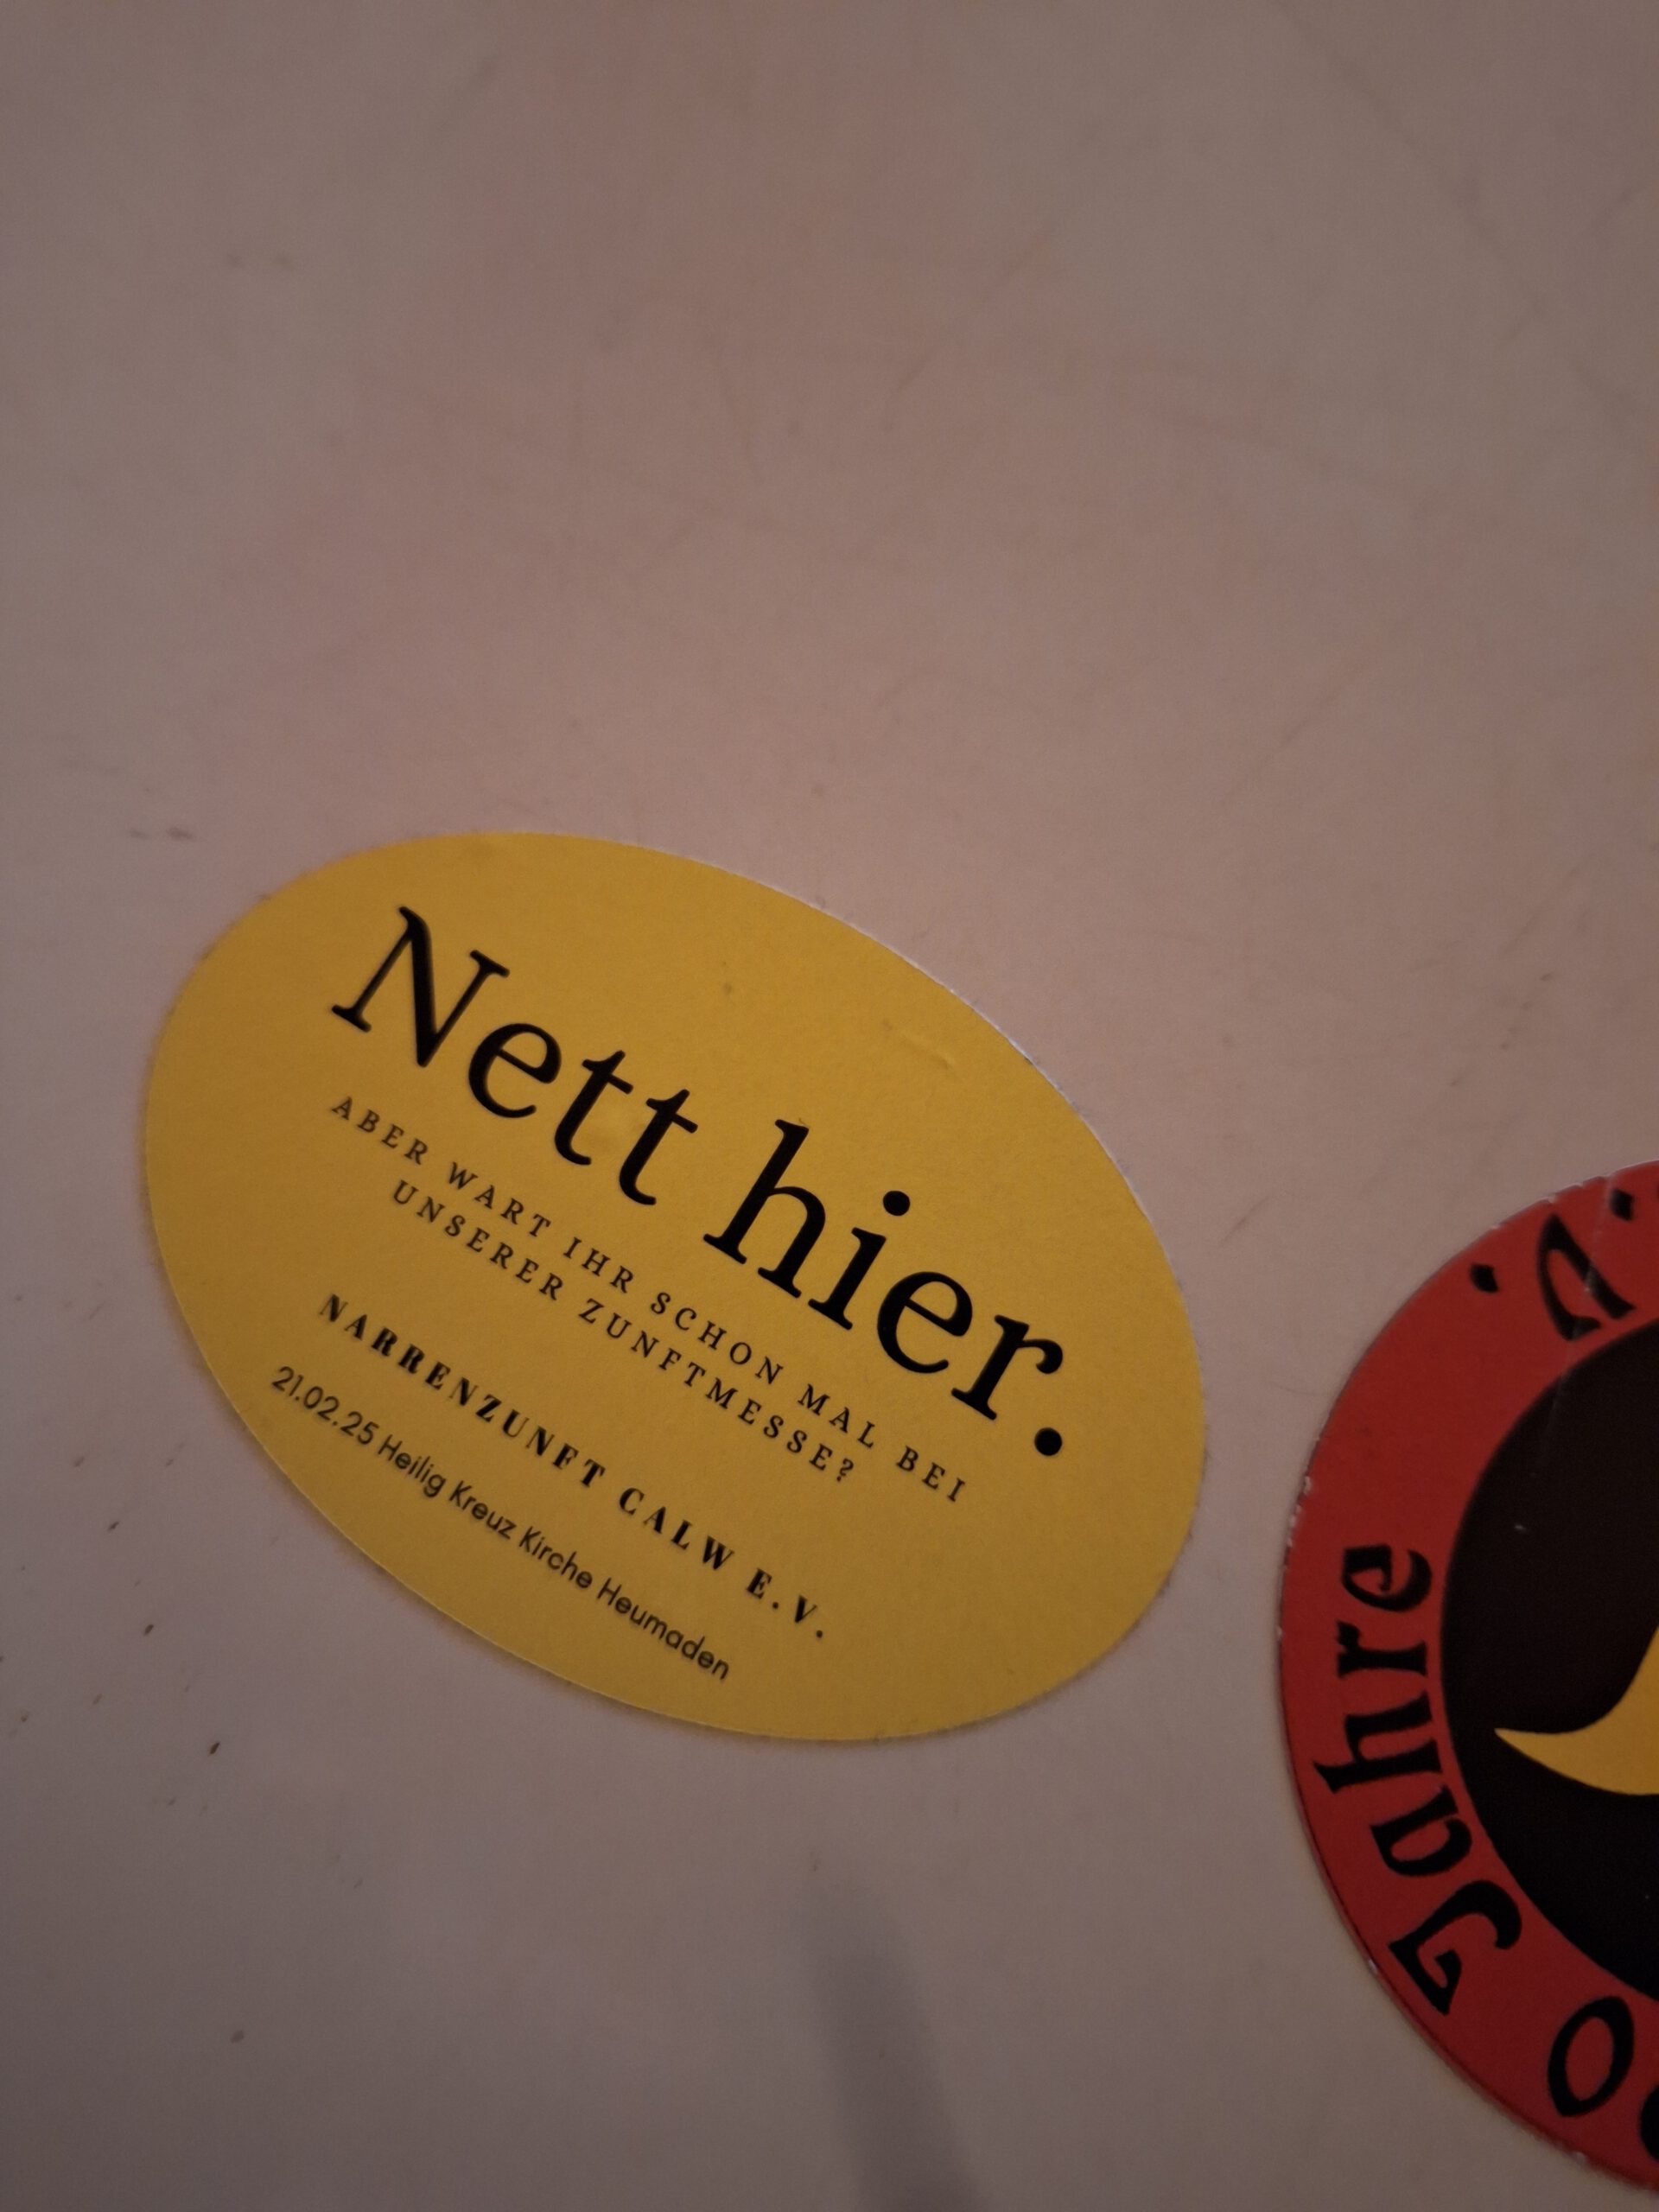 Nett hier.
ABER WART IHR SCHON MAL BEI
UNSERER ZUNFTMESSE?
NARRENZUNFT CALW E.V.
21.02.25 Heilig Kreuz Kirche Heumaden
Jahre